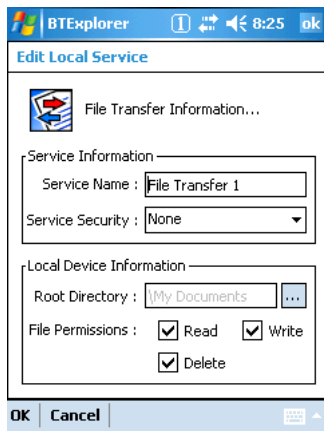 BTExplorer 1 8:25 ok
Edit Local Service
File Transfer Information...
Service Information
Service Name : File Transfer 1
Service Security : None
Local Device Information
Root Directory : \My Documents ...
File Permissions : Read Write
Delete
OK Cancel